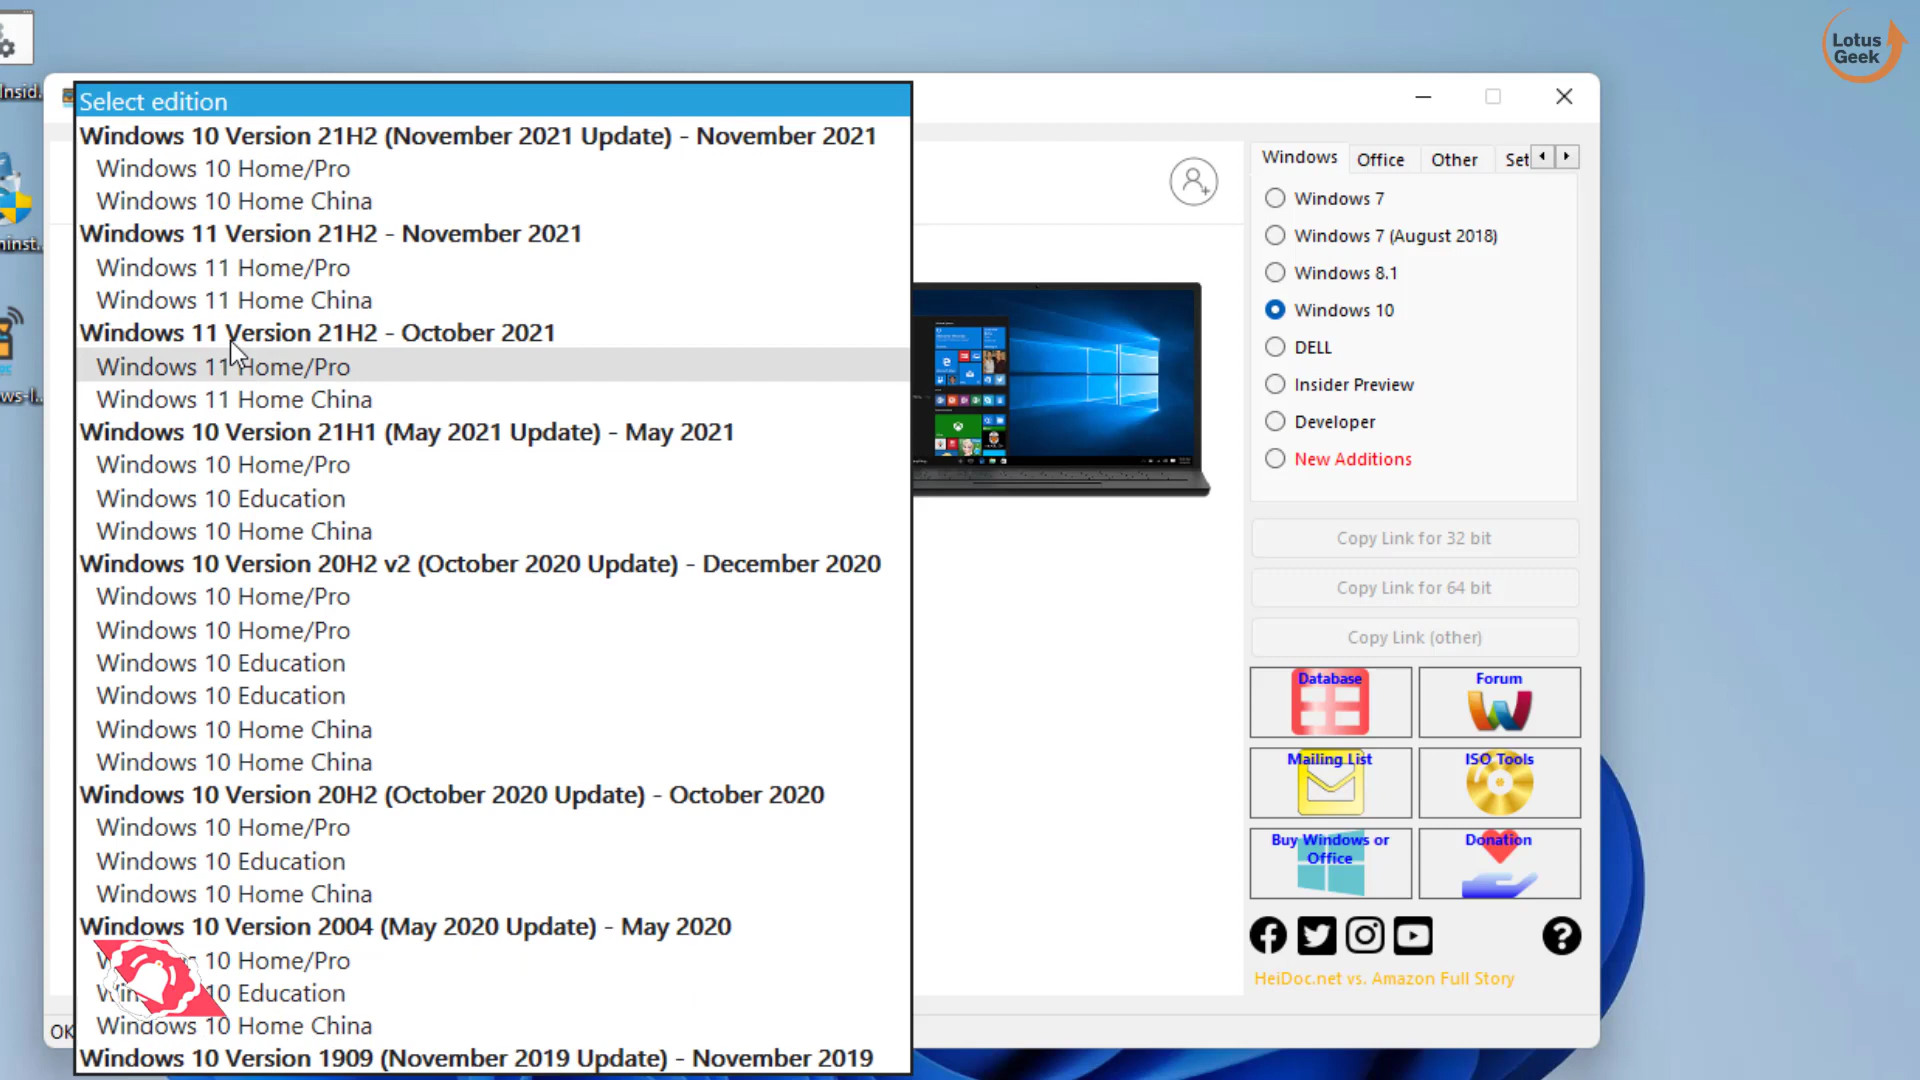 Lotus
Geek
Insid...
Select edition
Windows 10 Version 21H2 (November 2021 Update) - November 2021
Windows 10 Home/Pro
Windows 10 Home China
Windows 11 Version 21H2 - November 2021
Windows 11 Home/Pro
Windows 11 Home China
Windows 11 Version 21H2 - October 2021
Windows 11 Home/Pro
Windows 11 Home China
Windows 10 Version 21H1 (May 2021 Update) - May 2021
Windows 10 Home/Pro
Windows 10 Education
Windows 10 Home China
Windows 10 Version 20H2 v2 (October 2020 Update) - December 2020
Windows 10 Home/Pro
Windows 10 Home/Pro
Windows 10 Education
Windows 10 Education
Windows 10 Home China
Windows 10 Home China
Windows 10 Version 20H2 (October 2020 Update) - October 2020
Windows 10 Home/Pro
Windows 10 Education
Windows 10 Home China
Windows 10 Version 2004 (May 2020 Update) - May 2020
10 Home/Pro
10 Education
10 Home China
Windows 10 Version 1909 (November 2019 Update) - November 2019
OK
Windows Office Other Set
Windows 7
Windows 7 (August 2018)
Windows 8.1
Windows 10
DELL
Insider Preview
Developer
New Additions
Copy Link for 32 bit
Copy Link for 64 bit
Copy Link (other)
Database
Forum
Mailing List
ISO Tools
Buy Windows or
Office
Donation
HeiDoc.net vs. Amazon Full Story